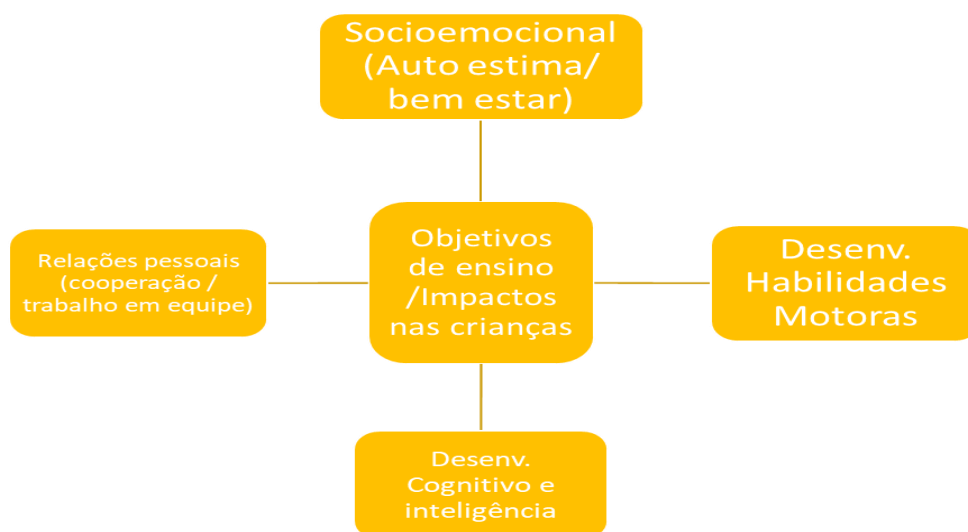 Socioemocional
(Auto estima/
bem estar)
Relações pessoais
(cooperação /
trabalho em equipe)
Objetivos
de ensino
/Impactos
nas crianças
Desenv.
Habilidades
Motoras
Desenv.
Cognitivo e
inteligência